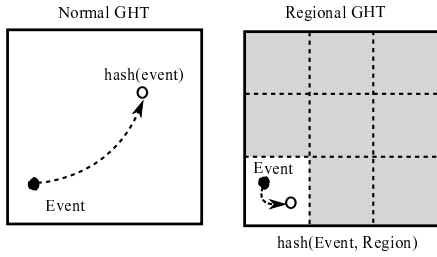 Normal GHT
hash(event)
Event
Regional GHT
Event
hash(Event, Region)